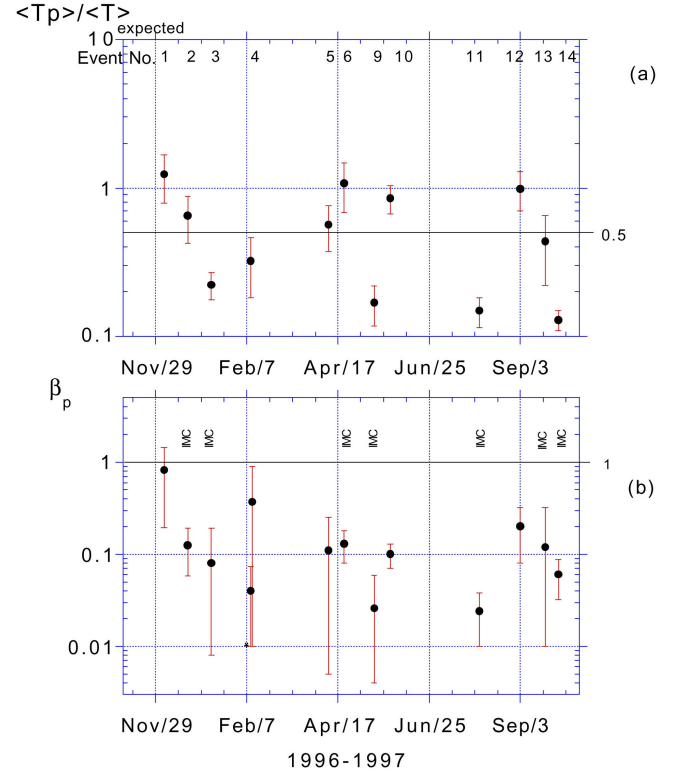 <Tp>/<T>expected
10
Event No. 1 2 3 4 5 6 9 10 11 12 13 14
(a)
1
0.5
0.1
Nov/29 Feb/7 Apr/17 Jun/25 Sep/3
βp
IMC IMC IMC IMC IMC IMC IMC
1 1
(b)
0.1
0.01
Nov/29 Feb/7 Apr/17 Jun/25 Sep/3
1996-1997